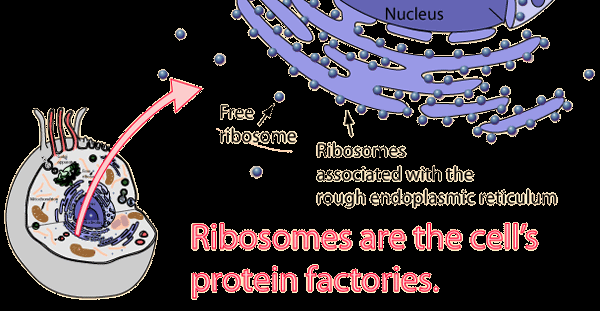 Nucleus
Free
ribosome
Ribosomes
associated with the
rough endoplasmic reticulum
Ribosomes are the cell's
protein factories.